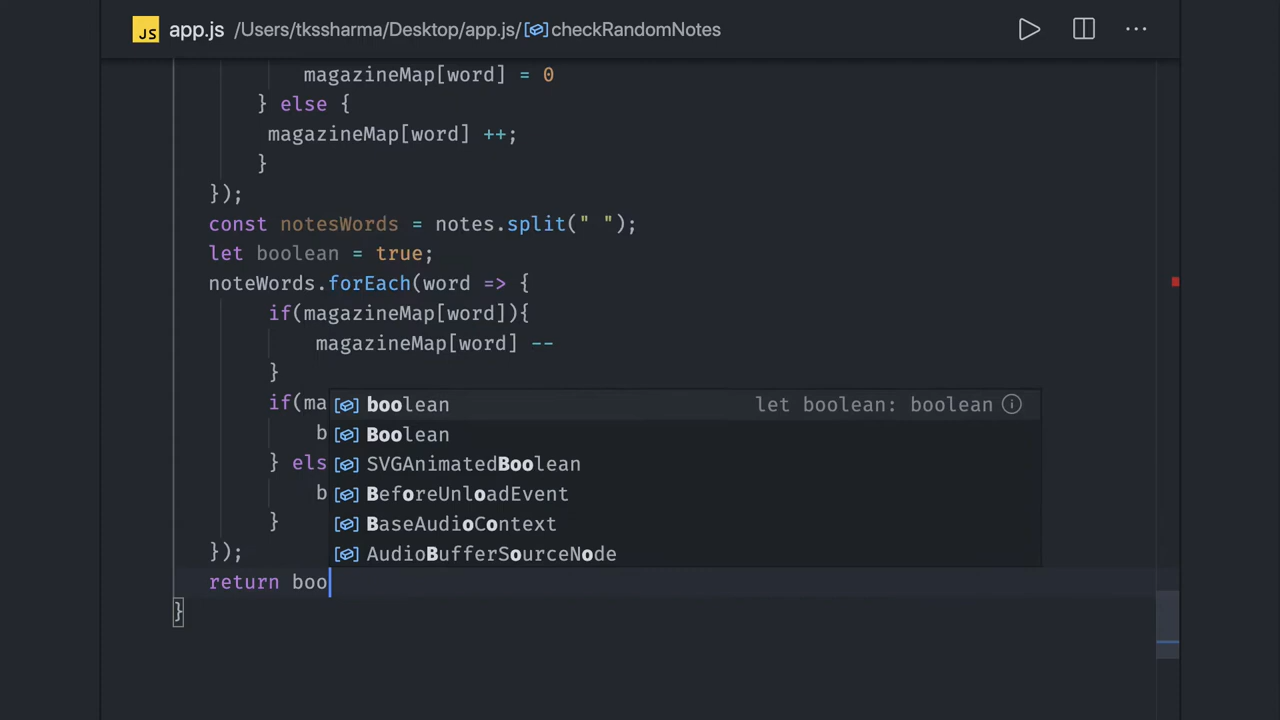 JS app.js /Users/tkssharma/Desktop/app.js/ checkRandomNotes
magazineMap[word] = 0
} else {
magazineMap[word] ++;
}
});
const notesWords = notes.split(" ");
let boolean = true;
noteWords.forEach(word => {
if(magazineMap[word]){
magazineMap[word] --
}
if(ma
boolean let boolean: boolean
Boolean
b
} els
SVGAnimatedBoolean
b
BeforeUnloadEvent
}
BaseAudioContext
});
AudioBufferSourceNode
return boo
}